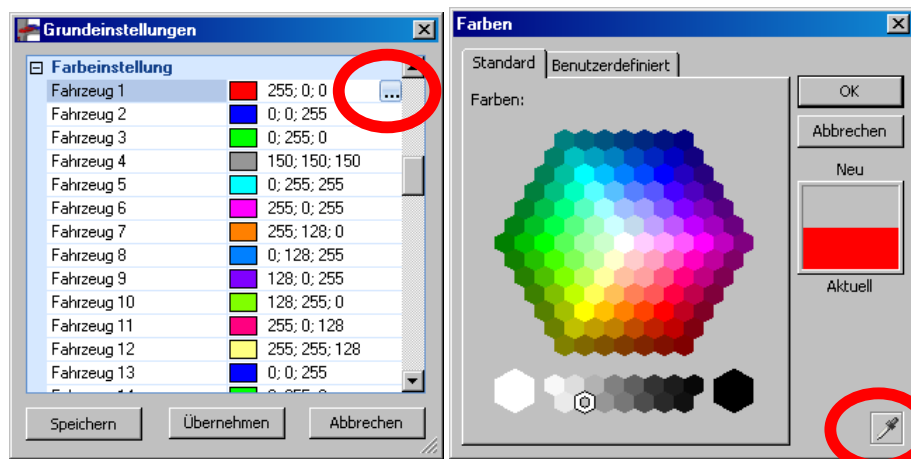 Grundeinstellungen
Farbeinstellung
Fahrzeug 1 255; 0; 0 ...
Fahrzeug 2 0; 0; 255
Fahrzeug 3 0; 255; 0
Fahrzeug 4 150; 150; 150
Fahrzeug 5 0; 255; 255
Fahrzeug 6 255; 0; 255
Fahrzeug 7 255; 128; 0
Fahrzeug 8 0; 128; 255
Fahrzeug 9 128; 0; 255
Fahrzeug 10 128; 255; 0
Fahrzeug 11 255; 0; 128
Fahrzeug 12 255; 255; 128
Fahrzeug 13 0; 0; 255
Speichern Übernehmen Abbrechen
Farben
Standard Benutzerdefiniert
Farben:
OK
Abbrechen
Neu
Aktuell